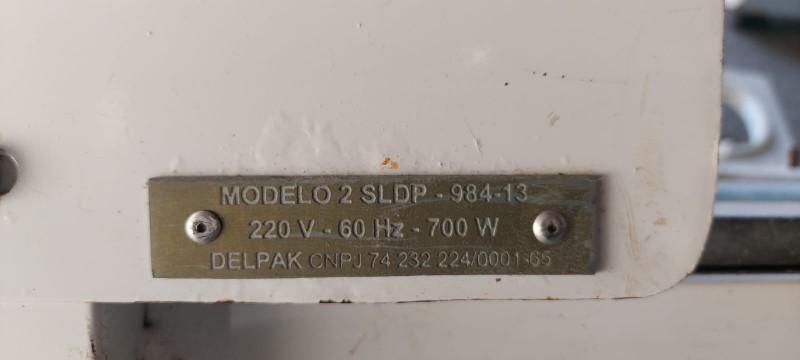 MODELO 2 SLDP - 984-13
220 V - 60 Hz - 700 W
DELPAK CNPJ 74 232 224/0001-65